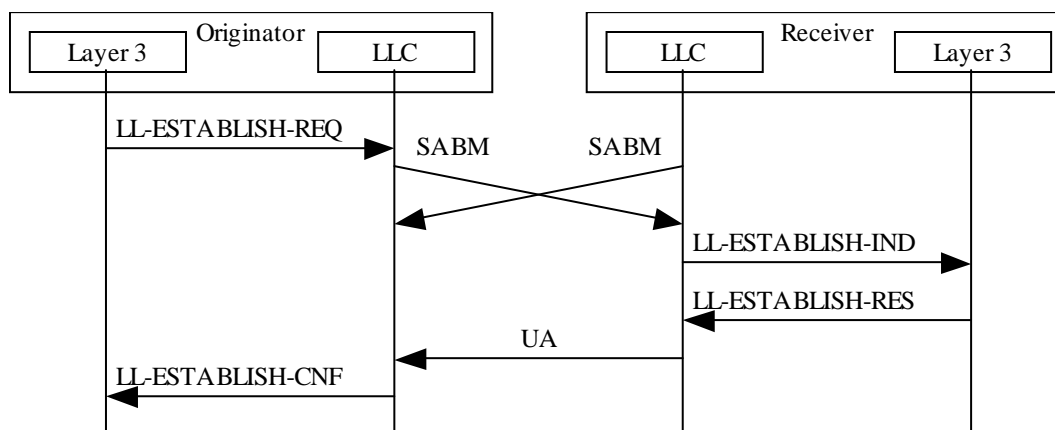 Originator
Receiver
Layer 3
LLC
LLC
Layer 3
LL-ESTABLISH-REQ
SABM
SABM
LL-ESTABLISH-IND
LL-ESTABLISH-RES
UA
LL-ESTABLISH-CNF